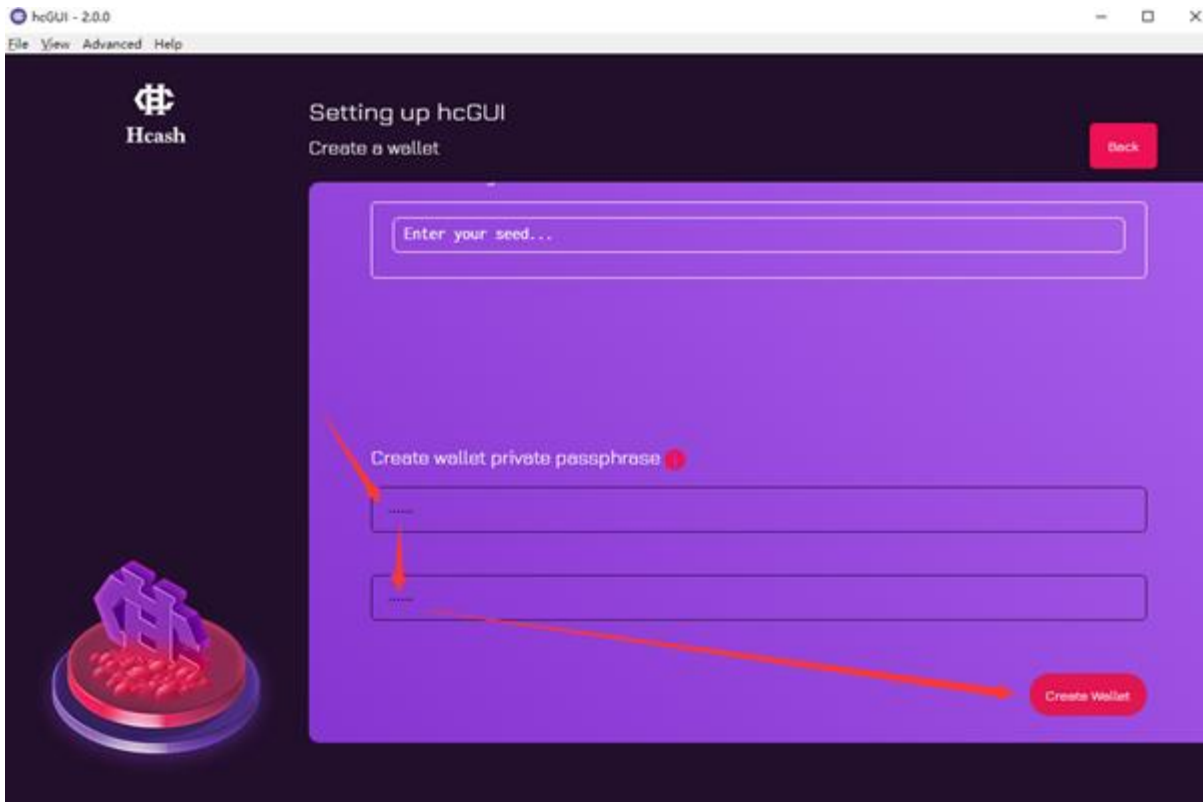 hcGUI - 2.0.0
File View Advanced Help
Hcash
Setting up hcGUI
Create a wallet
Back
Enter your seed...
Create wallet private passphrase
......
......
Create Wallet